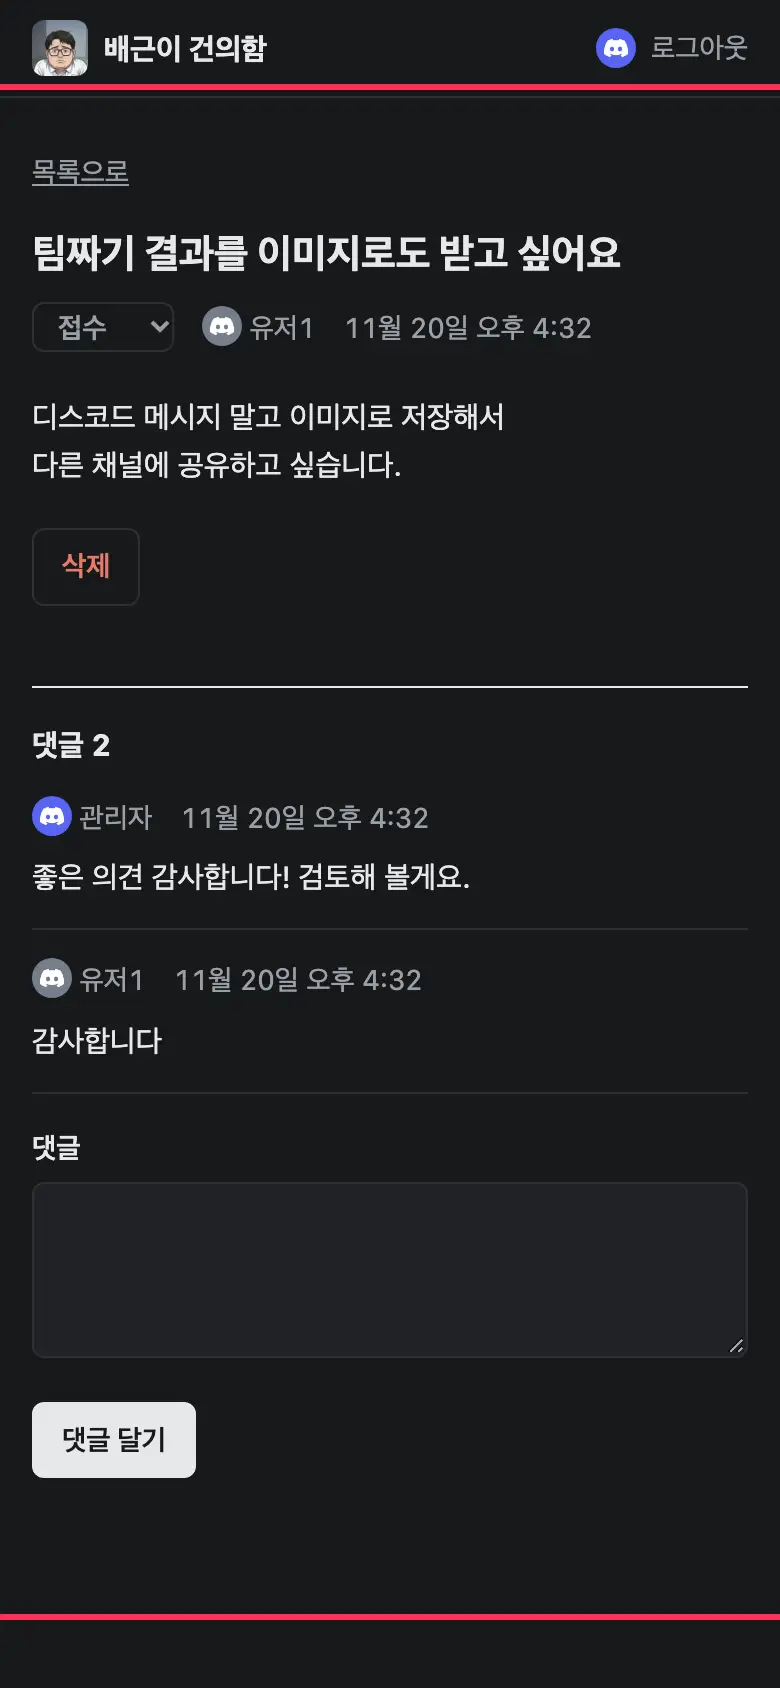 배근이 건의함
로그아웃
목록으로
팀짜기 결과를 이미지로도 받고 싶어요
접수 유저1 11월 20일 오후 4:32
디스코드 메시지 말고 이미지로 저장해서
다른 채널에 공유하고 싶습니다.
삭제
댓글 2
관리자 11월 20일 오후 4:32
좋은 의견 감사합니다! 검토해 볼게요.
유저1 11월 20일 오후 4:32
감사합니다
댓글
댓글 달기